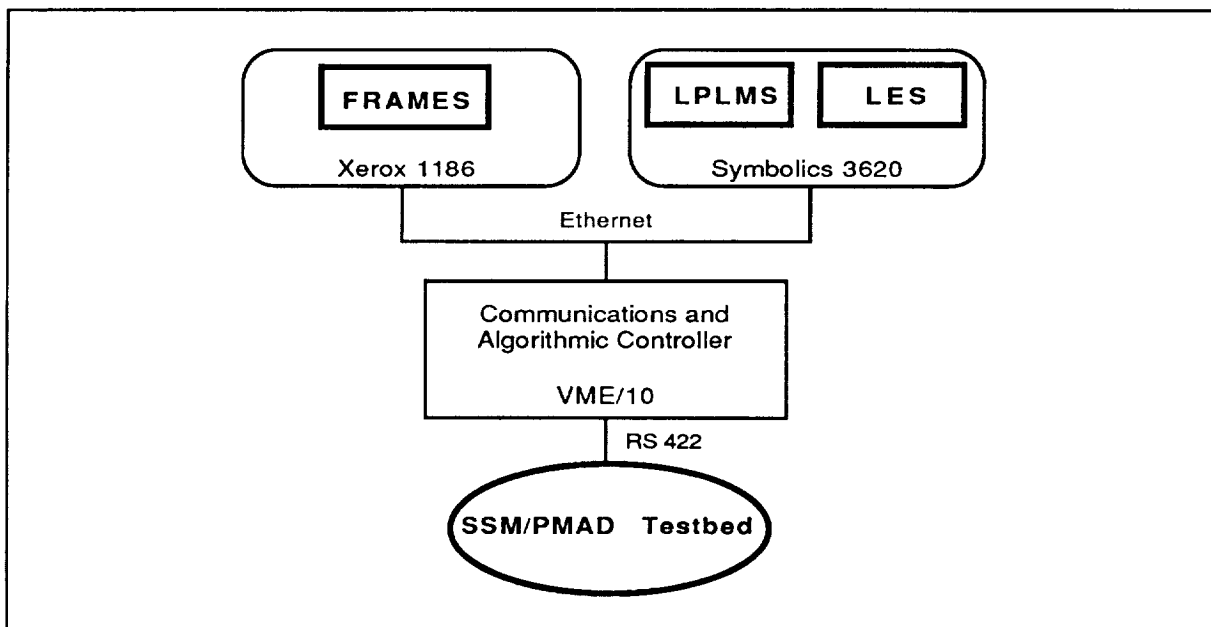 FRAMES
LPLMS
LES
Xerox 1186
Symbolics 3620
Ethernet
Communications and
Algorithmic Controller
VME/10
RS 422
SSM/PMAD Testbed